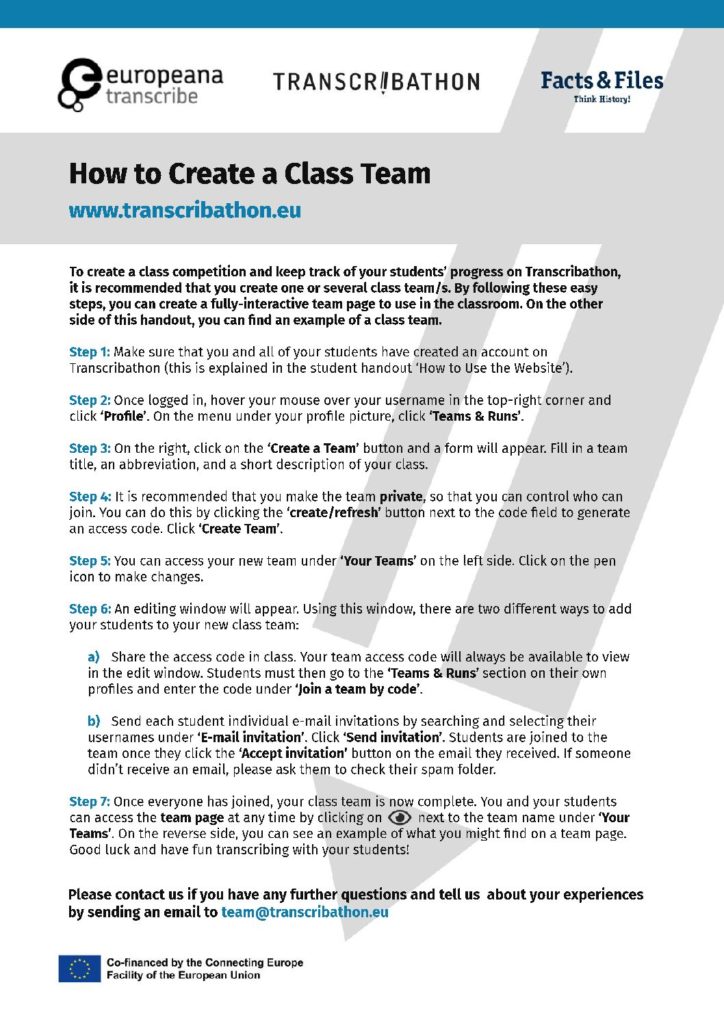 europeana
transcribe
TRANSCRIBATHON
Facts & Files
Think History!
How to Create a Class Team
www.transcribathon.eu
To create a class competition and keep track of your students’ progress on Transcribathon,
it is recommended that you create one or several class team/s. By following these easy
steps, you can create a fully-interactive team page to use in the classroom. On the other
side of this handout, you can find an example of a class team.
Step 1: Make sure that you and all of your students have created an account on
Transcribathon (this is explained in the student handout ‘How to Use the Website’).
Step 2: Once logged in, hover your mouse over your username in the top-right corner and
click ‘Profile’. On the menu under your profile picture, click ‘Teams & Runs’.
Step 3: On the right, click on the ‘Create a Team’ button and a form will appear. Fill in a team
title, an abbreviation, and a short description of your class.
Step 4: It is recommended that you make the team private, so that you can control who can
join. You can do this by clicking the ‘create/refresh’ button next to the code field to generate
an access code. Click ‘Create Team’.
Step 5: You can access your new team under ‘Your Teams’ on the left side. Click on the pen
icon to make changes.
Step 6: An editing window will appear. Using this window, there are two different ways to add
your students to your new class team:
a) Share the access code in class. Your team access code will always be available to view
in the edit window. Students must then go to the ‘Teams & Runs’ section on their own
profiles and enter the code under ‘Join a team by code’.
b) Send each student individual e-mail invitations by searching and selecting their
usernames under ‘E-mail invitation’. Click ‘Send invitation’. Students are joined to the
team once they click the ‘Accept invitation’ button on the email they received. If someone
didn’t receive an email, please ask them to check their spam folder.
Step 7: Once everyone has joined, your class team is now complete. You and your students
can access the team page at any time by clicking on next to the team name under ‘Your
Teams’. On the reverse side, you can see an example of what you might find on a team page.
Good luck and have fun transcribing with your students!
Please contact us if you have any further questions and tell us about your experiences
by sending an email to team@transcribathon.eu
Co-financed by the Connecting Europe
Facility of the European Union